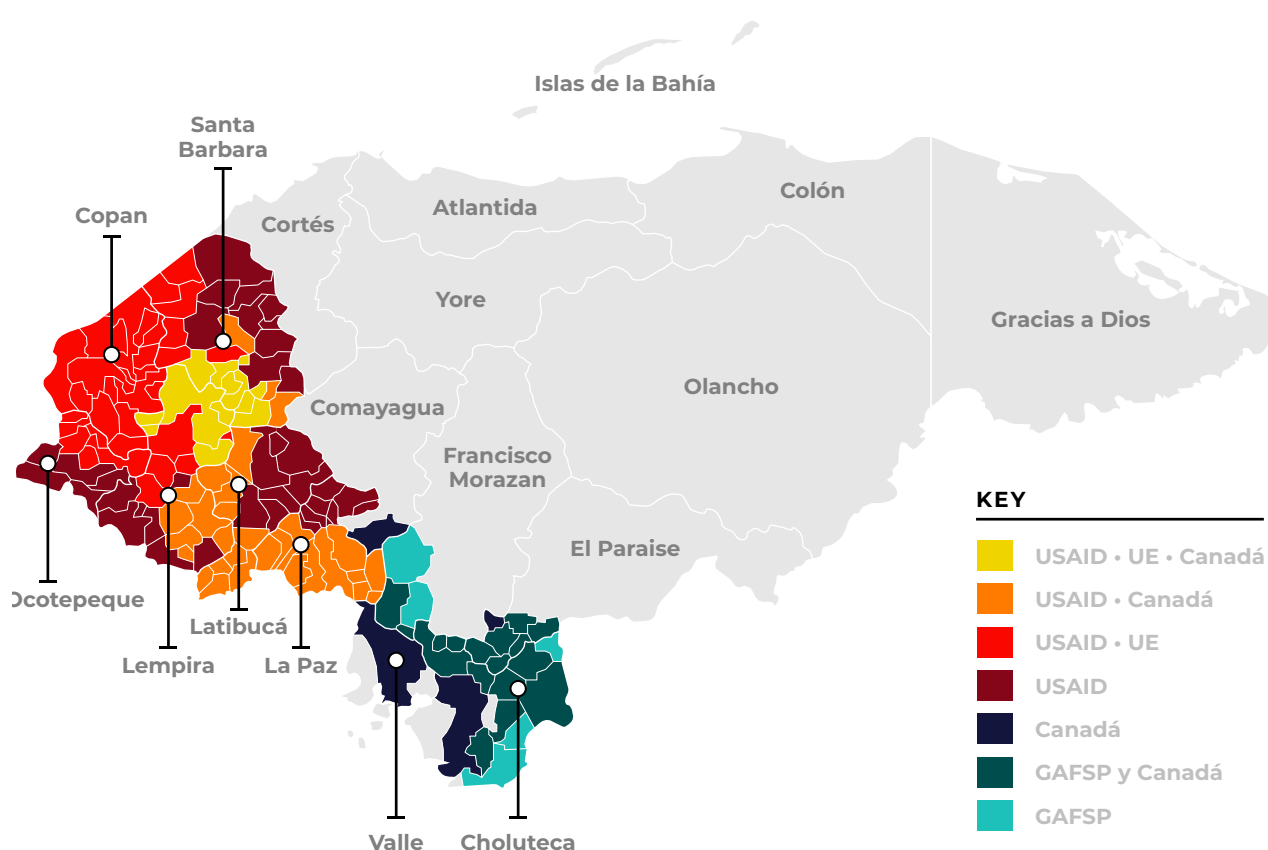 Islas de la Bahía
Santa
Barbara
Colón
Copan
Atlantida
Cortés
Yore
Gracias a Dios
Olancho
Comayagua
Francisco
Morazan
KEY
El Paraise
USAID • UE • Canadá
USAID • Canadá
USAID • UE
USAID
Canadá
GAFSP y Canadá
GAFSP
Ocotepeque
Latibucá
Lempira
La Paz
Valle
Choluteca